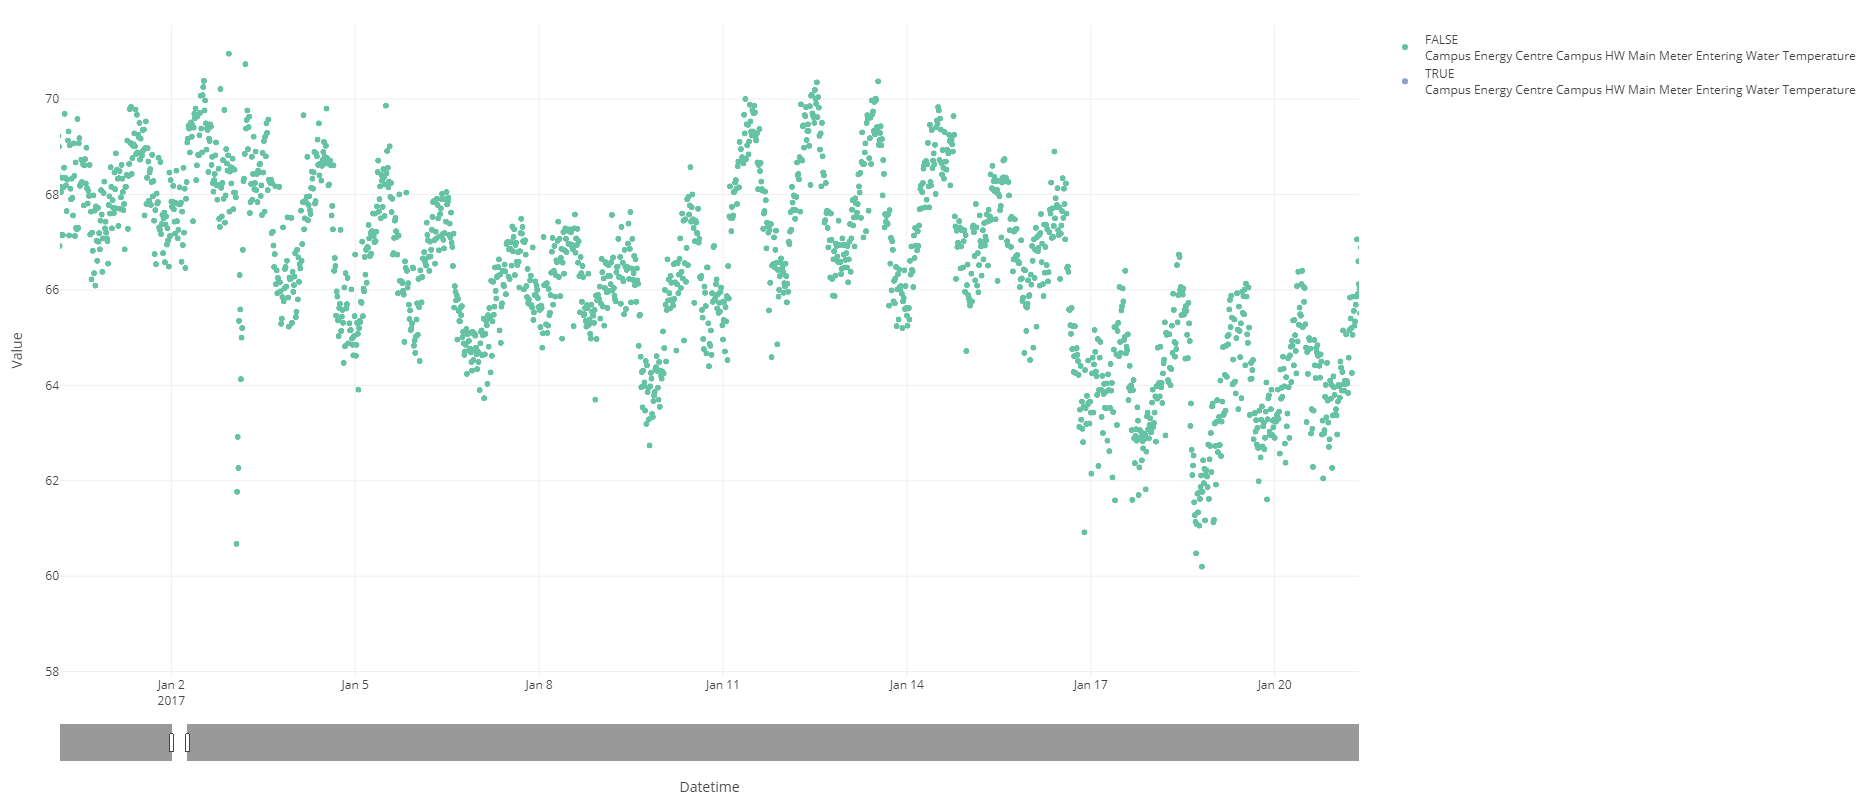 FALSE
Campus Energy Centre Campus HW Main Meter Entering Water Temperature
TRUE
Campus Energy Centre Campus HW Main Meter Entering Water Temperature
Value
70
68
66
64
62
60
58
Jan 2
2017
Jan 5
Jan 8
Jan 11
Jan 14
Jan 17
Jan 20
Datetime